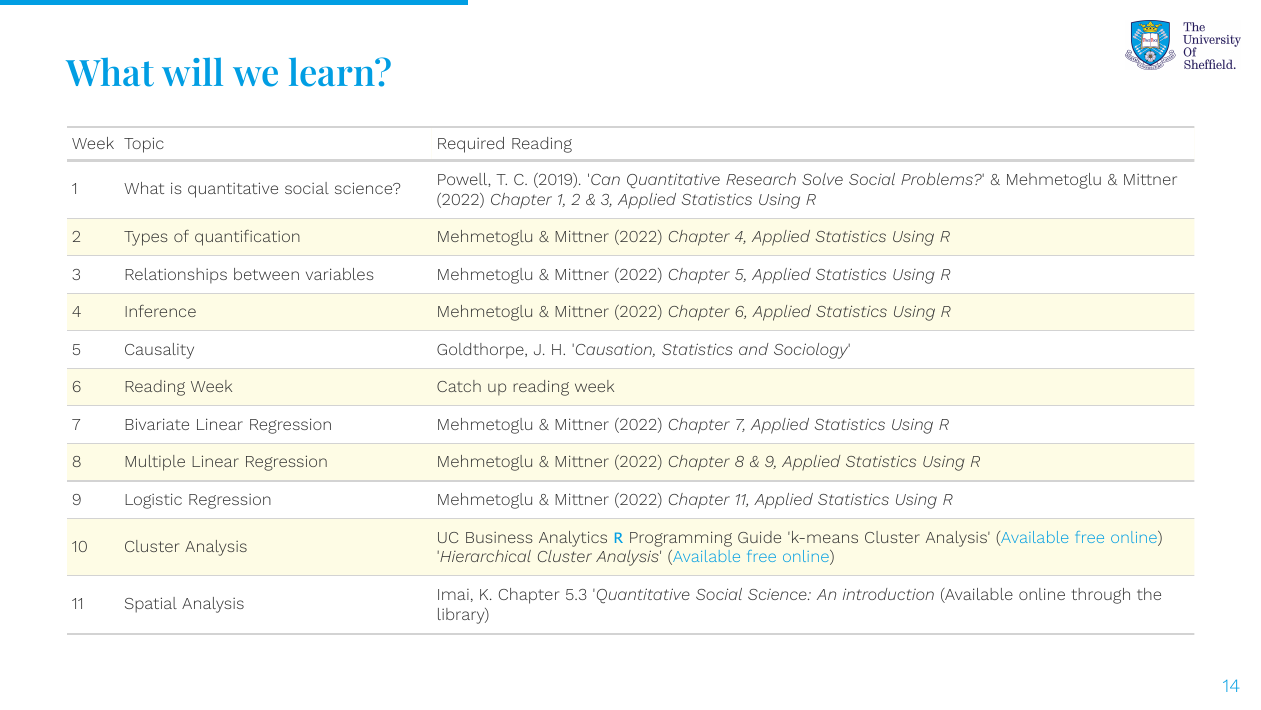 The
University
Of
Sheffield.
What will we learn?
Week Topic Required Reading
1 What is quantitative social science? Powell, T. C. (2019). 'Can Quantitative Research Solve Social Problems?' & Mehmetoglu & Mittner
(2022) Chapter 1, 2 & 3, Applied Statistics Using R
2 Types of quantification Mehmetoglu & Mittner (2022) Chapter 4, Applied Statistics Using R
3 Relationships between variables Mehmetoglu & Mittner (2022) Chapter 5, Applied Statistics Using R
4 Inference Mehmetoglu & Mittner (2022) Chapter 6, Applied Statistics Using R
5 Causality Goldthorpe, J. H. 'Causation, Statistics and Sociology'
6 Reading Week Catch up reading week
7 Bivariate Linear Regression Mehmetoglu & Mittner (2022) Chapter 7, Applied Statistics Using R
8 Multiple Linear Regression Mehmetoglu & Mittner (2022) Chapter 8 & 9, Applied Statistics Using R
9 Logistic Regression Mehmetoglu & Mittner (2022) Chapter 11, Applied Statistics Using R
10 Cluster Analysis UC Business Analytics R Programming Guide 'k-means Cluster Analysis' (Available free online)
'Hierarchical Cluster Analysis' (Available free online)
11 Spatial Analysis Imai, K. Chapter 5.3 'Quantitative Social Science: An introduction (Available online through the
library)
14